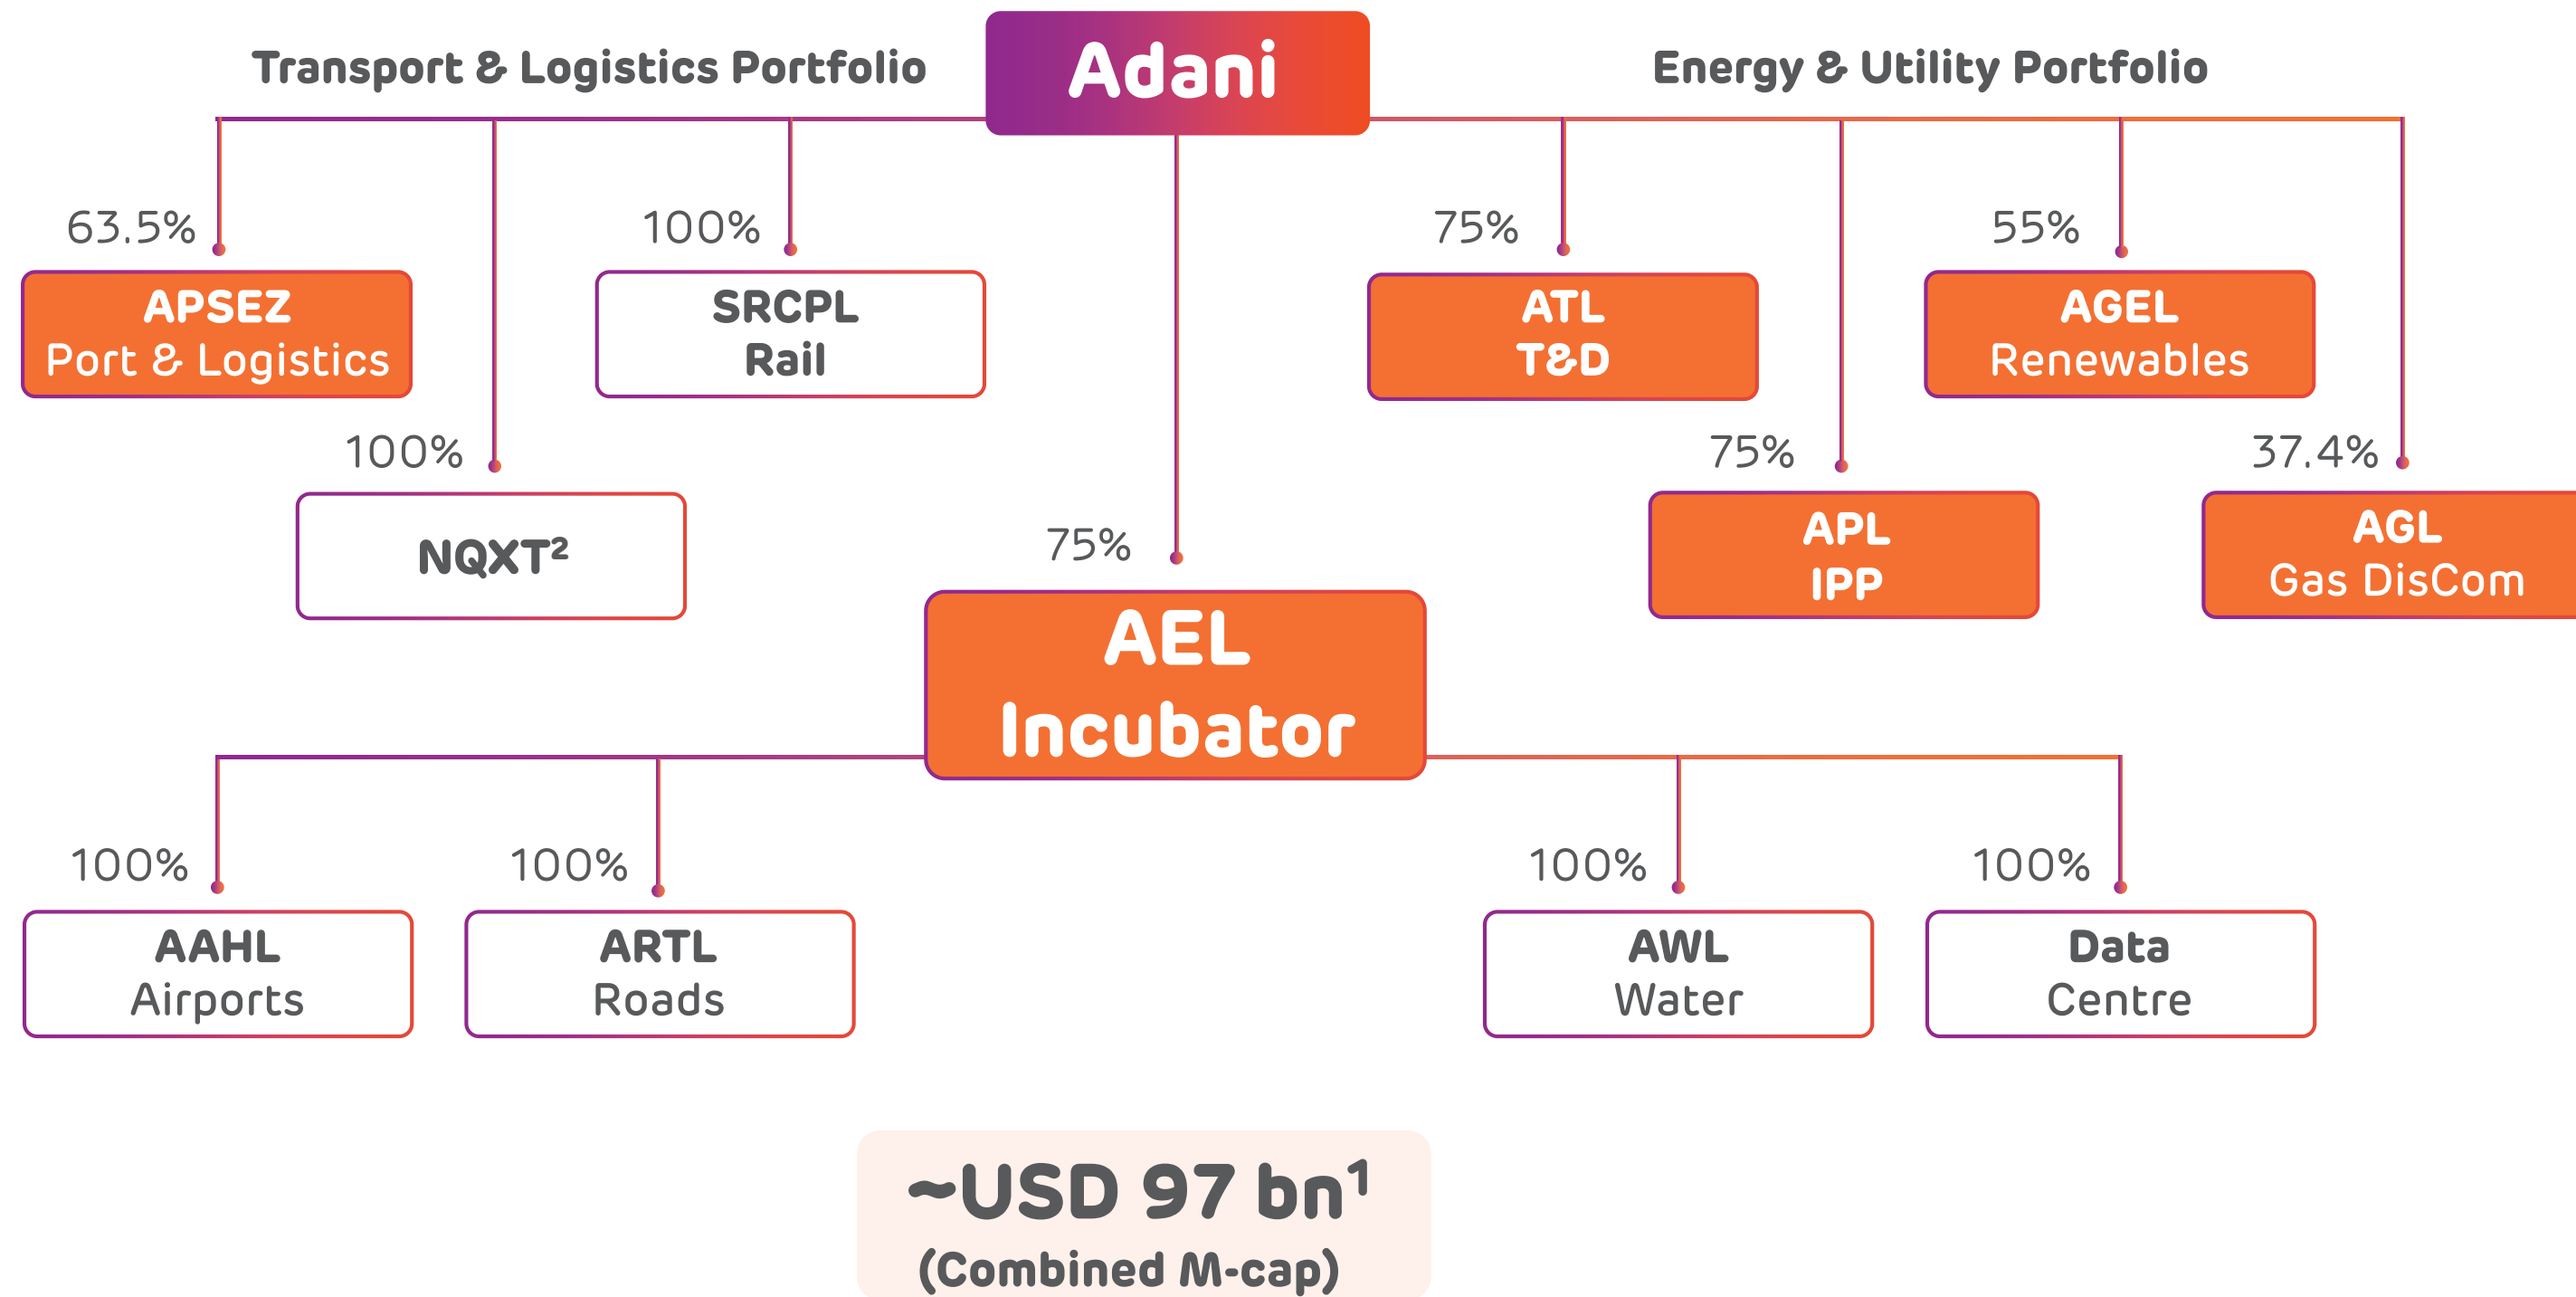 Adani
Transport & Logistics Portfolio
Energy & Utility Portfolio
63.5%
APSEZ
Port & Logistics
100%
NQXT²
100%
SRCPL
Rail
75%
AEL
Incubator
75%
ATL
T&D
75%
APL
IPP
55%
AGEL
Renewables
37.4%
AGL
Gas DisCom
100%
AAHL
Airports
100%
ARTL
Roads
100%
AWL
Water
100%
Data
Centre
~USD 97 bn¹
(Combined M-cap)